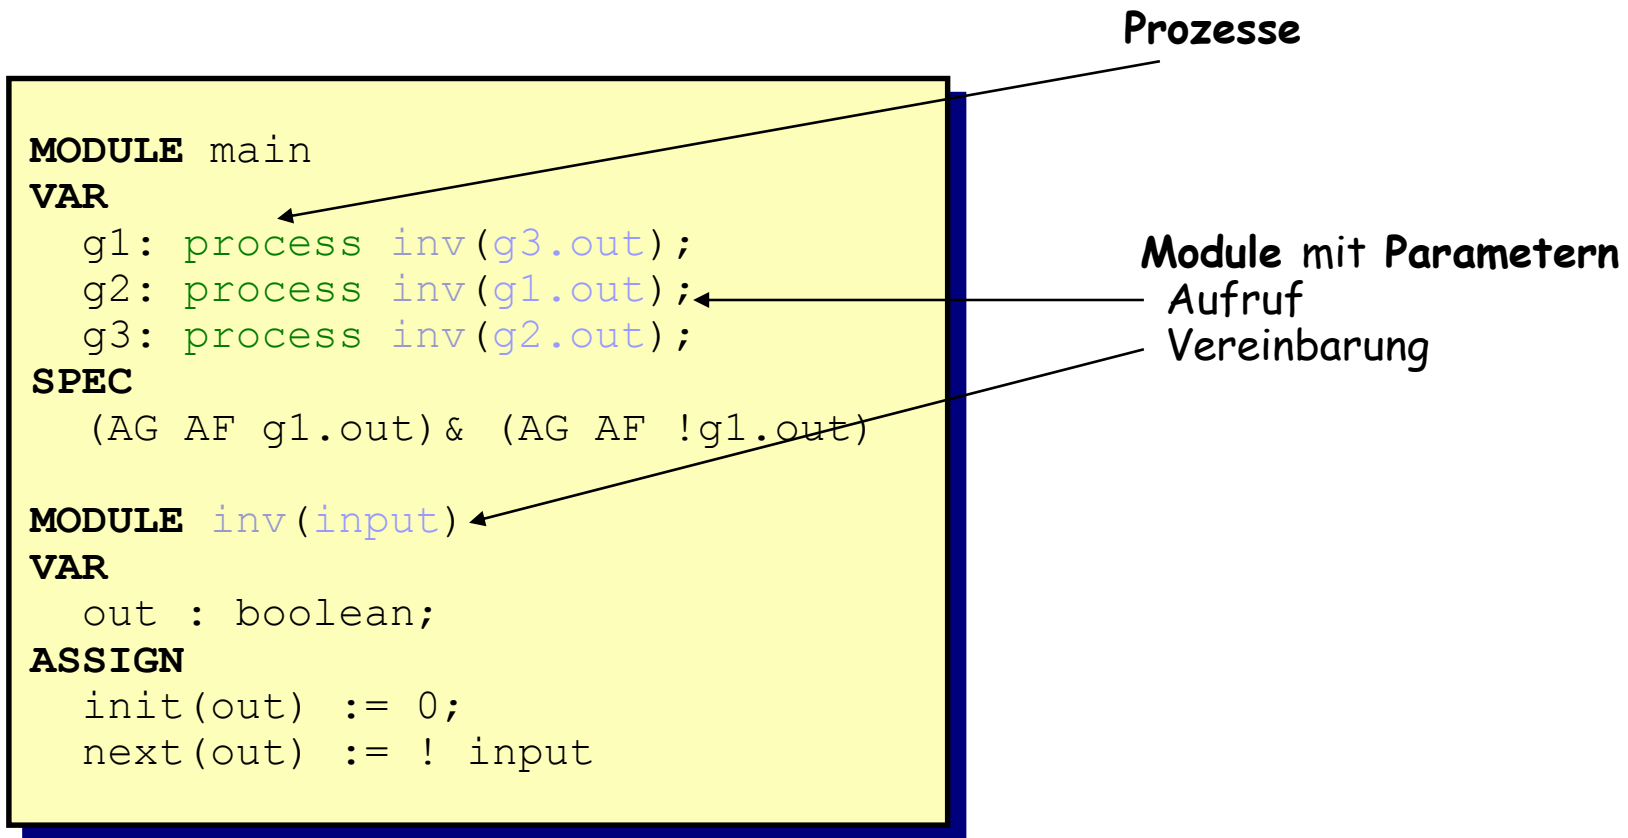 Prozesse
MODULE main
VAR
g1: process inv(g3.out);
g2: process inv(g1.out);
g3: process inv(g2.out);
SPEC
(AG AF g1.out)& (AG AF !g1.out)
MODULE inv(input)
VAR
out : boolean;
ASSIGN
init(out) := 0;
next(out) := ! input
Module mit Parametern
Aufruf
Vereinbarung